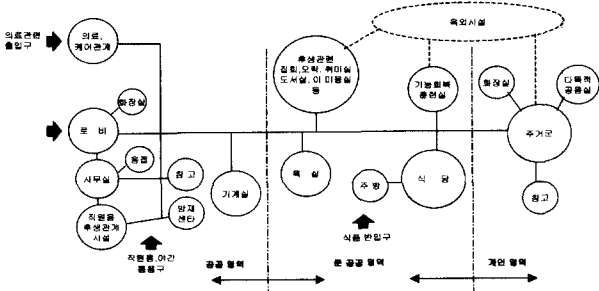 의료관련
출입구
의료,
케어관계
화장실
로 비
응접
사무실
창고
직원용
후생관계
시설
방재
센타
직원용,야간
통용구
기계실
후생관련
집회,오락, 취미실
도서실, 이 미용실
등
욕 실
옥외시설
기능회복
훈련실
주 방
식 당
식품 반입구
화장실
다목적
공용실
주거군
창고
공공 영역
준 공공 영역
개인 영역